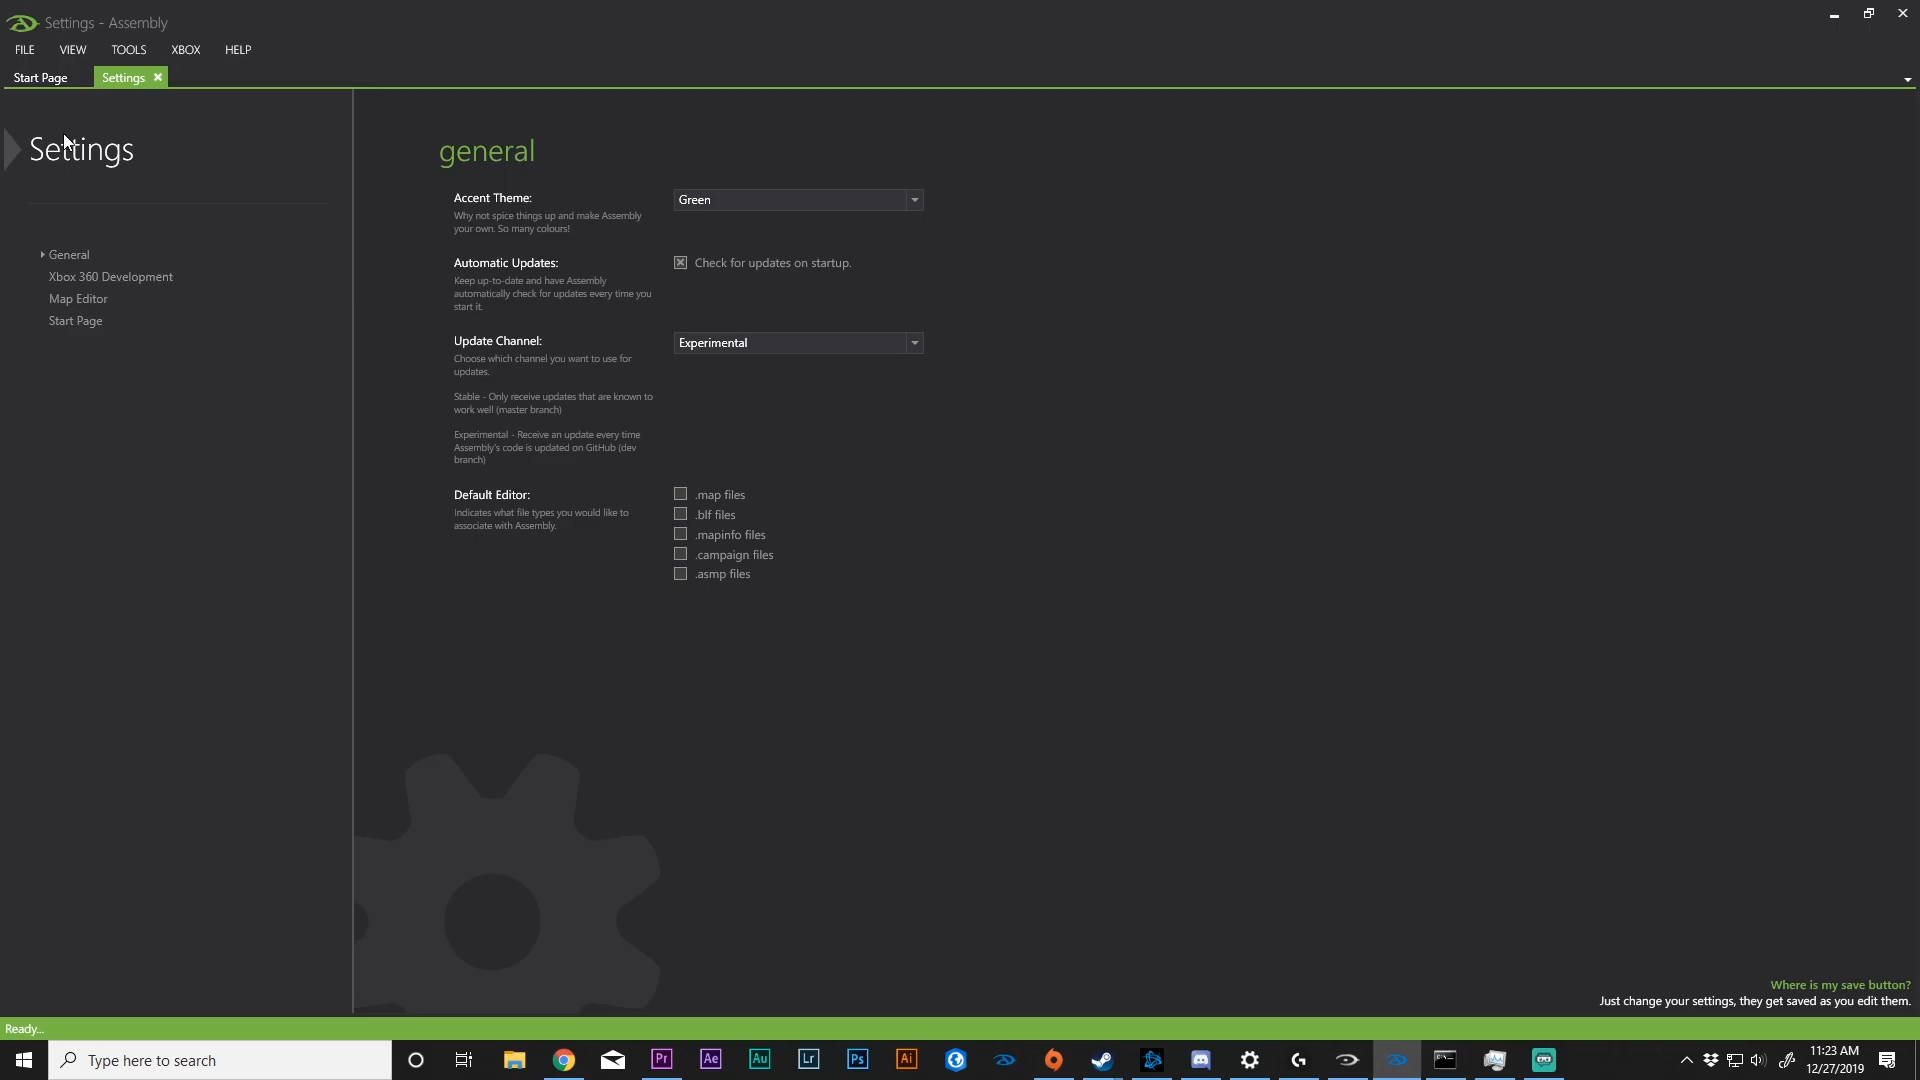 Settings - Assembly
FILE VIEW TOOLS XBOX HELP
Start Page Settings
Settings
General
Xbox 360 Development
Map Editor
Start Page
general
Accent Theme:
Green
Why not spice things up and make Assembly
your own. So many colours!
Automatic Updates:
Check for updates on startup.
Keep up-to-date and have Assembly
automatically check for updates every time you
start it.
Update Channel:
Experimental
Choose which channel you want to use for
updates.
Stable - Only receive updates that are known to
work well (master branch)
Experimental - Receive an update every time
Assembly's code is updated on GitHub (dev
branch)
Default Editor:
Indicates what file types you would like to
associate with Assembly.
.map files
.blf files
.mapinfo files
.campaign files
.asmp files
Where is my save button?
Just change your settings, they get saved as you edit them.
Ready...
Type here to search
Pr Ae Au Lr Ps Ai
11:23 AM
12/27/2019